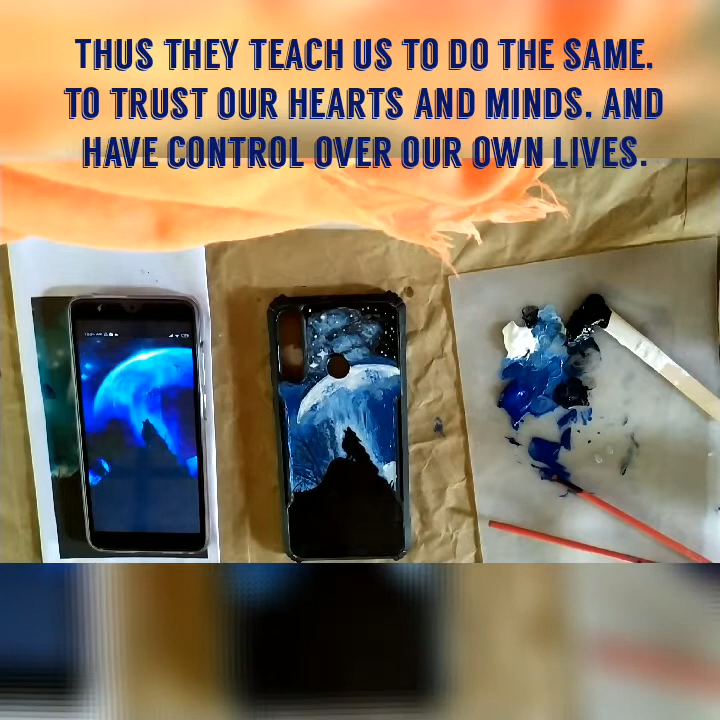 THUS THEY TEACH US TO DO THE SAME.
TO TRUST OUR HEARTS AND MINDS. AND
HAVE CONTROL OVER OUR OWN LIVES.